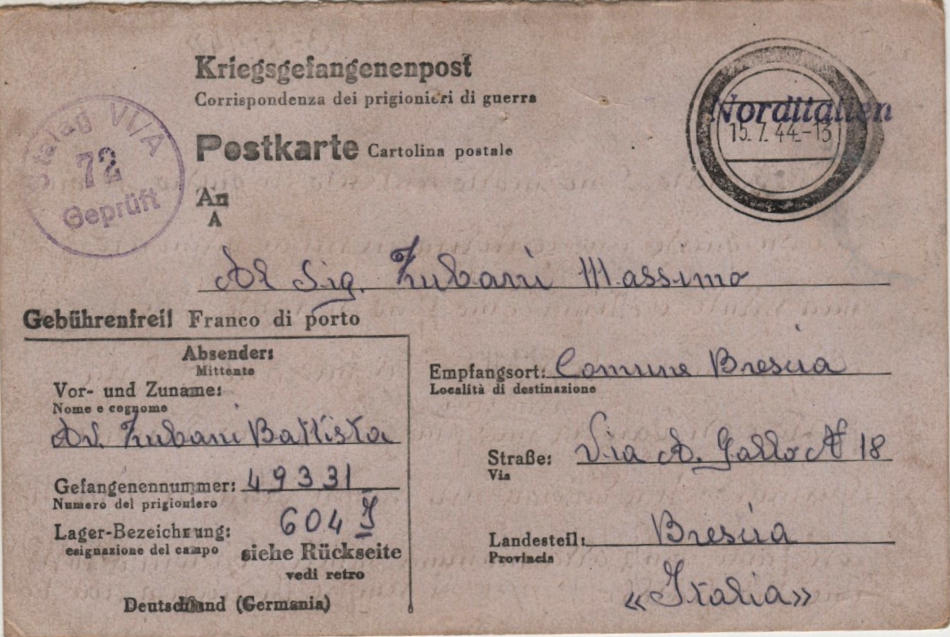 Kriegsgefangenenpost
Corrispondenza dei prigionieri di guerra
Norditalien
15.7.44-13
Stalag VI/A
72
Geprüft
Postkarte Cartolina postale
An
A
Al Sig. Zubani Massimo
Gebührenfrei! Franco di porto
Absender:
Mittente
Vor- und Zuname:
Nome e cognome
Zubani Battista
Gefangenennummer: 49331
Numero del prigioniero
Lager-Bezeichnung: 604 I
esignazione del campo
siehe Rückseite
vedi retro
Deutschland (Germania)
Empfangsort: Comune Brescia
Località di destinazione
Straße: Via A. Gallo N 18
Via
Landesteil: Brescia
Provincia
«Italia»